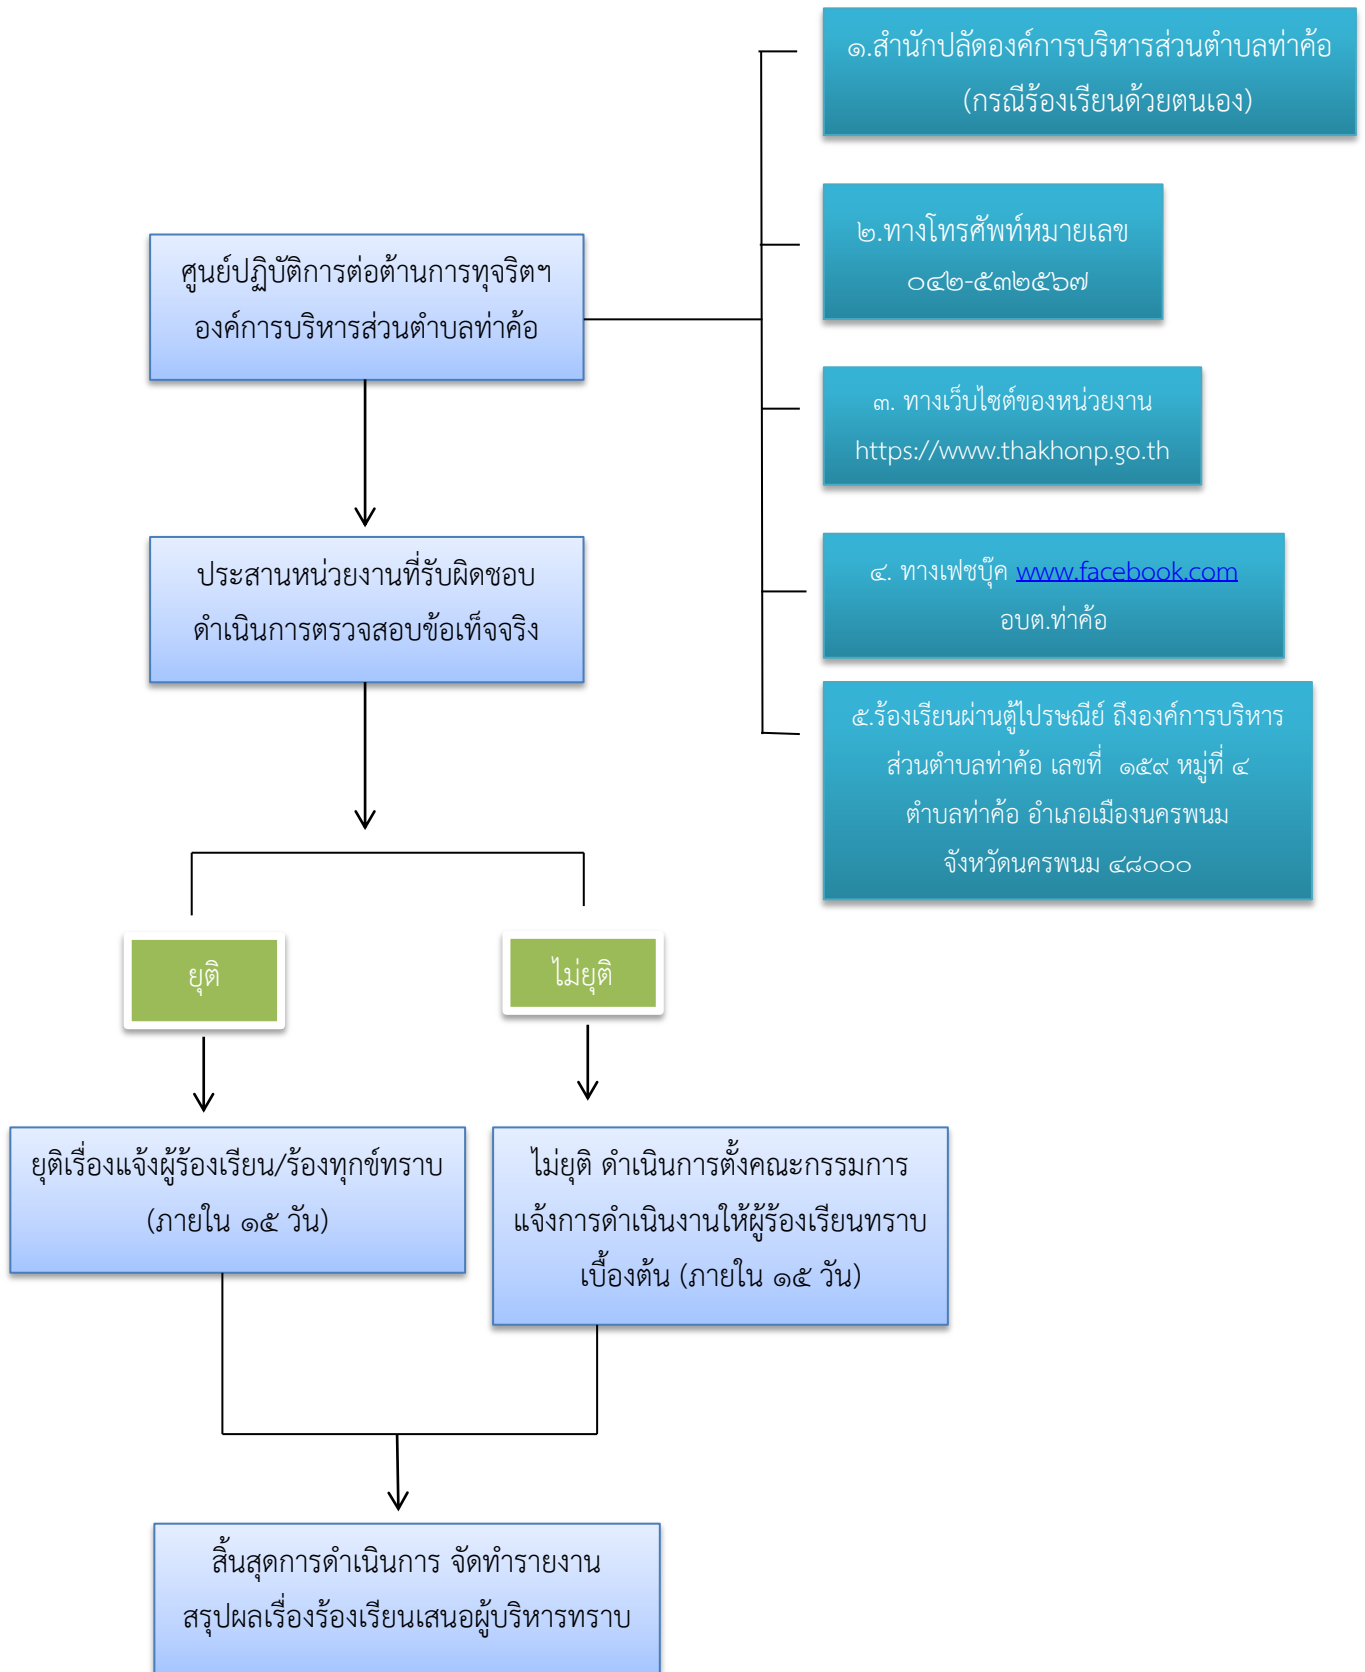 ๑.สำนักปลัดองค์การบริหารส่วนตำบลท่าค้อ
(กรณีร้องเรียนด้วยตนเอง)
๒.ทางโทรศัพท์หมายเลข
๐๔๒-๕๓๒๕๖๗
ศูนย์ปฏิบัติการต่อต้านการทุจริตฯ
องค์การบริหารส่วนตำบลท่าค้อ
๓. ทางเว็บไซต์ของหน่วยงาน
https://www.thakhonp.go.th
ประสานหน่วยงานที่รับผิดชอบ
ดำเนินการตรวจสอบข้อเท็จจริง
๔. ทางเฟซบุ๊ค www.facebook.com
อบต.ท่าค้อ
๕.ร้องเรียนผ่านตู้ไปรษณีย์ ถึงองค์การบริหาร
ส่วนตำบลท่าค้อ เลขที่ ๑๕๙ หมู่ที่ ๔
ตำบลท่าค้อ อำเภอเมืองนครพนม
จังหวัดนครพนม ๔๘๐๐๐
ยุติ
ไม่ยุติ
ยุติเรื่องแจ้งผู้ร้องเรียน/ร้องทุกข์ทราบ
(ภายใน ๑๕ วัน)
ไม่ยุติ ดำเนินการตั้งคณะกรรมการ
แจ้งการดำเนินงานให้ผู้ร้องเรียนทราบ
เบื้องต้น (ภายใน ๑๕ วัน)
สิ้นสุดการดำเนินการ จัดทำรายงาน
สรุปผลเรื่องร้องเรียนเสนอผู้บริหารทราบ